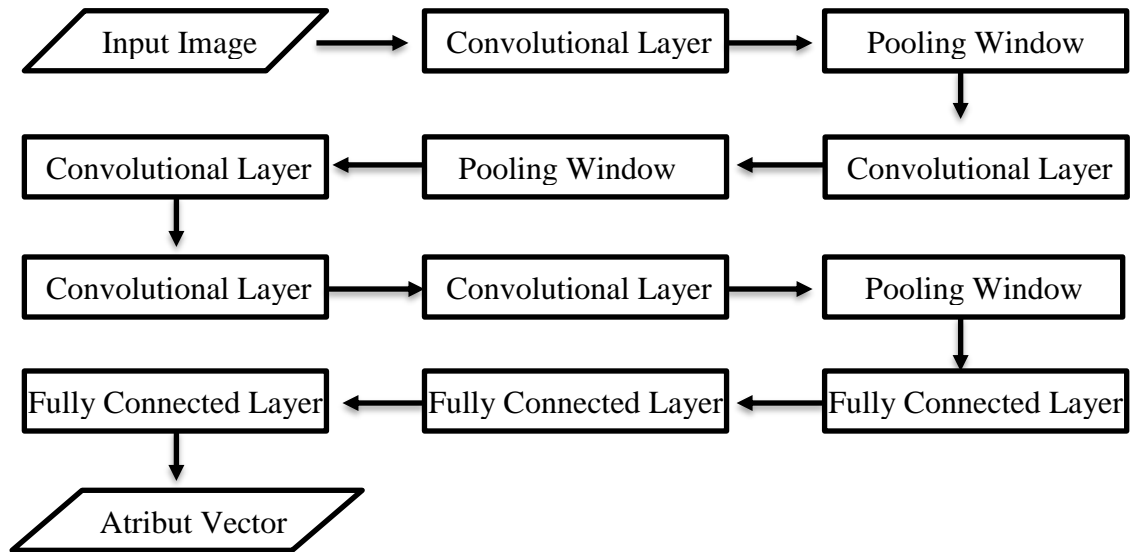 Input Image
Convolutional Layer
Pooling Window
Convolutional Layer
Pooling Window
Convolutional Layer
Convolutional Layer
Convolutional Layer
Pooling Window
Fully Connected Layer
Fully Connected Layer
Fully Connected Layer
Atribut Vector